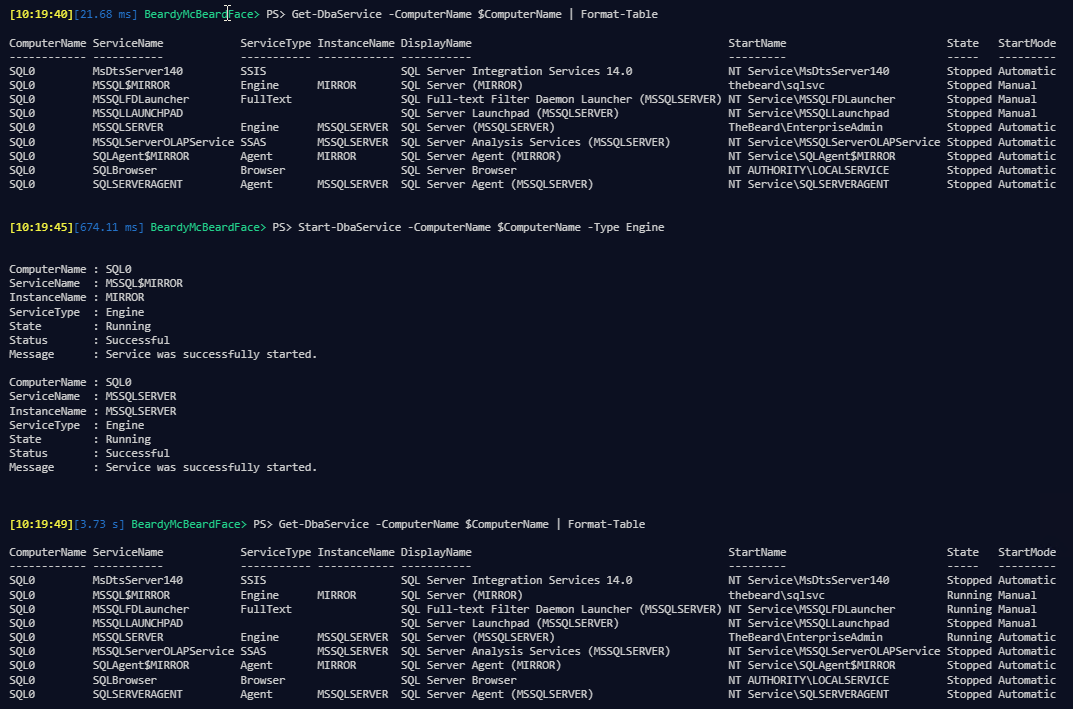 [10:19:40][21.68 ms] BeardyMcBeardFace> PS> Get-DbaService -ComputerName $ComputerName | Format-Table
ComputerName ServiceName ServiceType InstanceName DisplayName StartName State StartMode
------------ ----------- ----------- ------------ ----------- --------- ----- ---------
SQL0 MsDtsServer140 SSIS SQL Server Integration Services 14.0 NT Service\MsDtsServer140 Stopped Automatic
SQL0 MSSQL$MIRROR Engine MIRROR SQL Server (MIRROR) thebeard\sqlsvc Stopped Manual
SQL0 MSSQLFDLauncher FullText SQL Full-text Filter Daemon Launcher (MSSQLSERVER) NT Service\MSSQLFDLauncher Stopped Manual
SQL0 MSSQLLAUNCHPAD SQL Server Launchpad (MSSQLSERVER) NT Service\MSSQLLaunchpad Stopped Manual
SQL0 MSSQLSERVER Engine MSSQLSERVER SQL Server (MSSQLSERVER) TheBeard\EnterpriseAdmin Stopped Automatic
SQL0 MSSQLServerOLAPService SSAS MSSQLSERVER SQL Server Analysis Services (MSSQLSERVER) NT Service\MSSQLServerOLAPService Stopped Automatic
SQL0 SQLAgent$MIRROR Agent MIRROR SQL Server Agent (MIRROR) NT Service\SQLAgent$MIRROR Stopped Automatic
SQL0 SQLBrowser Browser SQL Server Browser NT AUTHORITY\LOCALSERVICE Stopped Automatic
SQL0 SQLSERVERAGENT Agent MSSQLSERVER SQL Server Agent (MSSQLSERVER) NT Service\SQLSERVERAGENT Stopped Automatic
[10:19:45][674.11 ms] BeardyMcBeardFace> PS> Start-DbaService -ComputerName $ComputerName -Type Engine
ComputerName : SQL0
ServiceName : MSSQL$MIRROR
InstanceName : MIRROR
ServiceType : Engine
State : Running
Status : Successful
Message : Service was successfully started.
ComputerName : SQL0
ServiceName : MSSQLSERVER
InstanceName : MSSQLSERVER
ServiceType : Engine
State : Running
Status : Successful
Message : Service was successfully started.
[10:19:49][3.73 s] BeardyMcBeardFace> PS> Get-DbaService -ComputerName $ComputerName | Format-Table
ComputerName ServiceName ServiceType InstanceName DisplayName StartName State StartMode
------------ ----------- ----------- ------------ ----------- --------- ----- ---------
SQL0 MsDtsServer140 SSIS SQL Server Integration Services 14.0 NT Service\MsDtsServer140 Stopped Automatic
SQL0 MSSQL$MIRROR Engine MIRROR SQL Server (MIRROR) thebeard\sqlsvc Running Manual
SQL0 MSSQLFDLauncher FullText SQL Full-text Filter Daemon Launcher (MSSQLSERVER) NT Service\MSSQLFDLauncher Stopped Manual
SQL0 MSSQLLAUNCHPAD SQL Server Launchpad (MSSQLSERVER) NT Service\MSSQLLaunchpad Stopped Manual
SQL0 MSSQLSERVER Engine MSSQLSERVER SQL Server (MSSQLSERVER) TheBeard\EnterpriseAdmin Running Automatic
SQL0 MSSQLServerOLAPService SSAS MSSQLSERVER SQL Server Analysis Services (MSSQLSERVER) NT Service\MSSQLServerOLAPService Stopped Automatic
SQL0 SQLAgent$MIRROR Agent MIRROR SQL Server Agent (MIRROR) NT Service\SQLAgent$MIRROR Stopped Automatic
SQL0 SQLBrowser Browser SQL Server Browser NT AUTHORITY\LOCALSERVICE Stopped Automatic
SQL0 SQLSERVERAGENT Agent MSSQLSERVER SQL Server Agent (MSSQLSERVER) NT Service\SQLSERVERAGENT Stopped Automatic